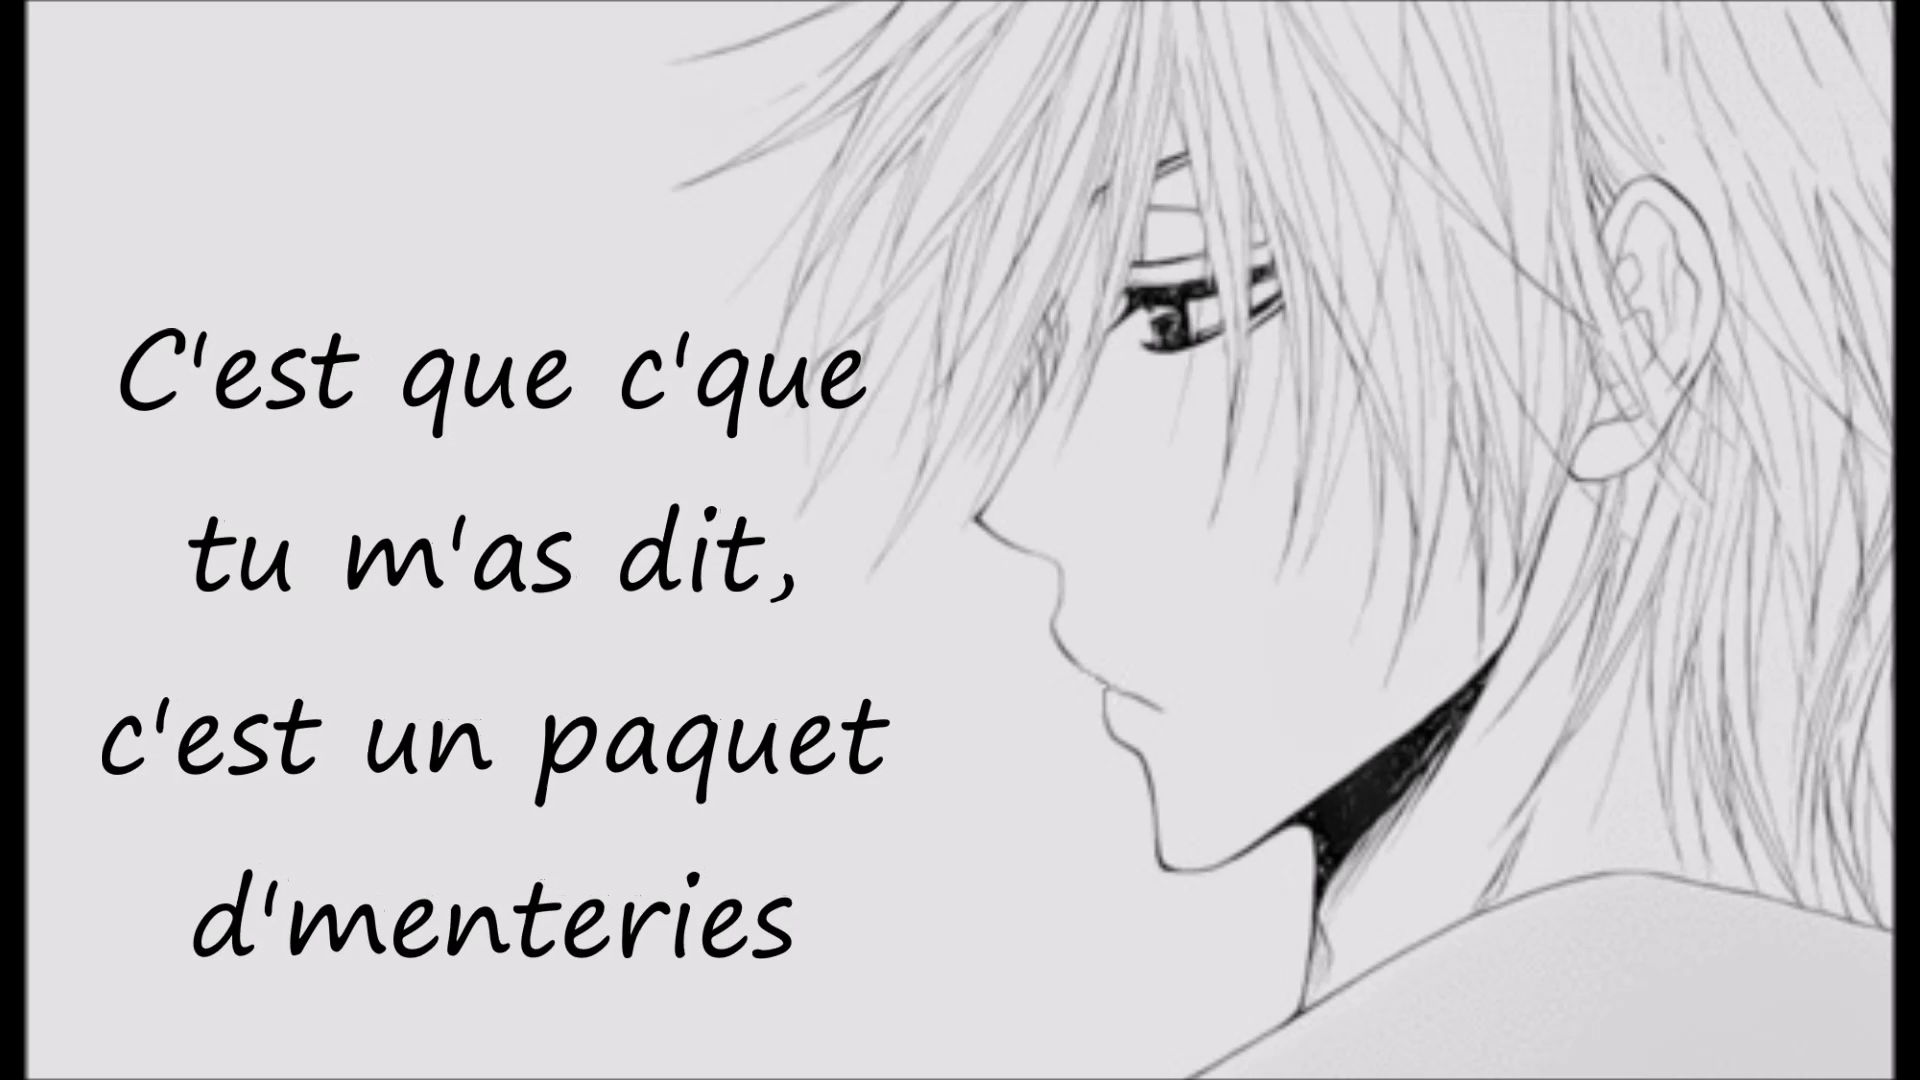 C'est que c'que
tu m'as dit,
c'est un paquet
d'menteries